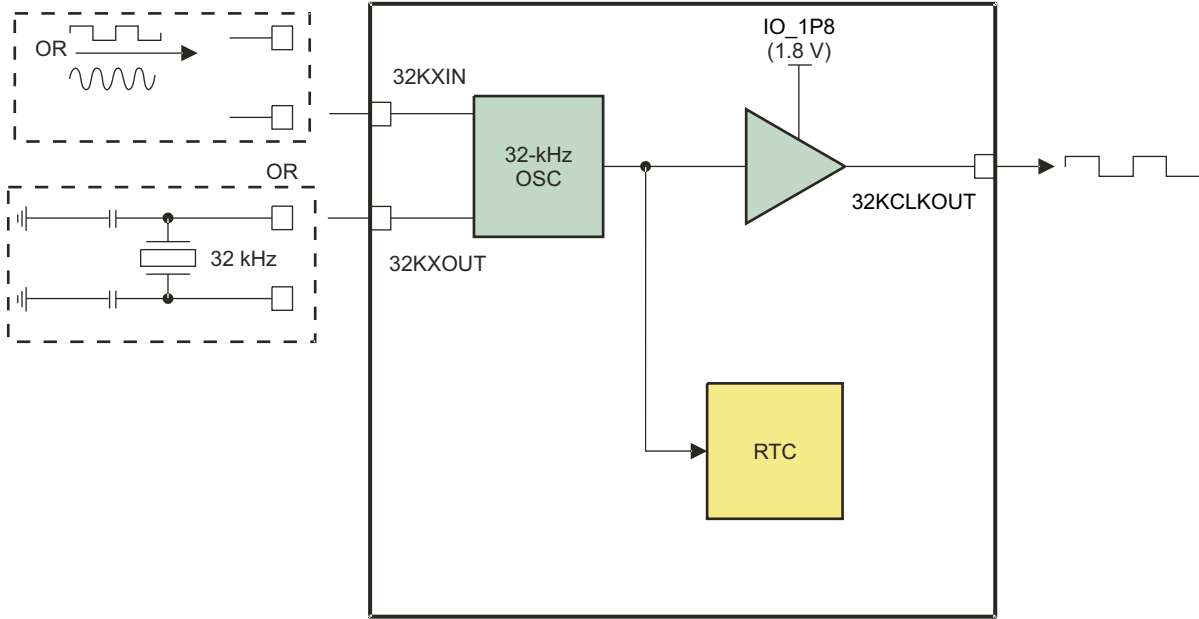 OR
IO_1P8
(1.8 V)
32KXIN
32-kHz
OSC
OR
32KCLKOUT
32 kHz
32KXOUT
RTC